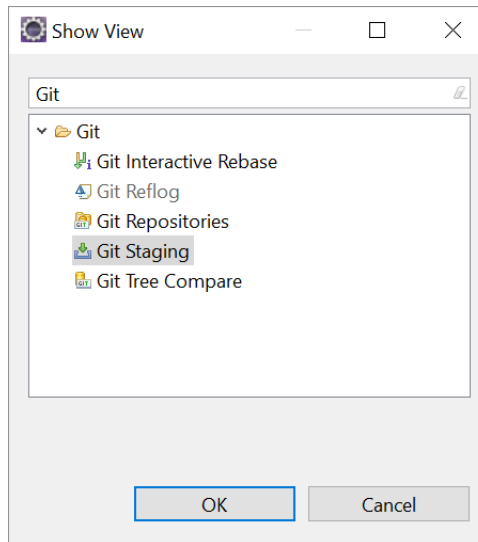 Show View
Git
Git
Git Interactive Rebase
Git Reflog
Git Repositories
Git Staging
Git Tree Compare
OK Cancel